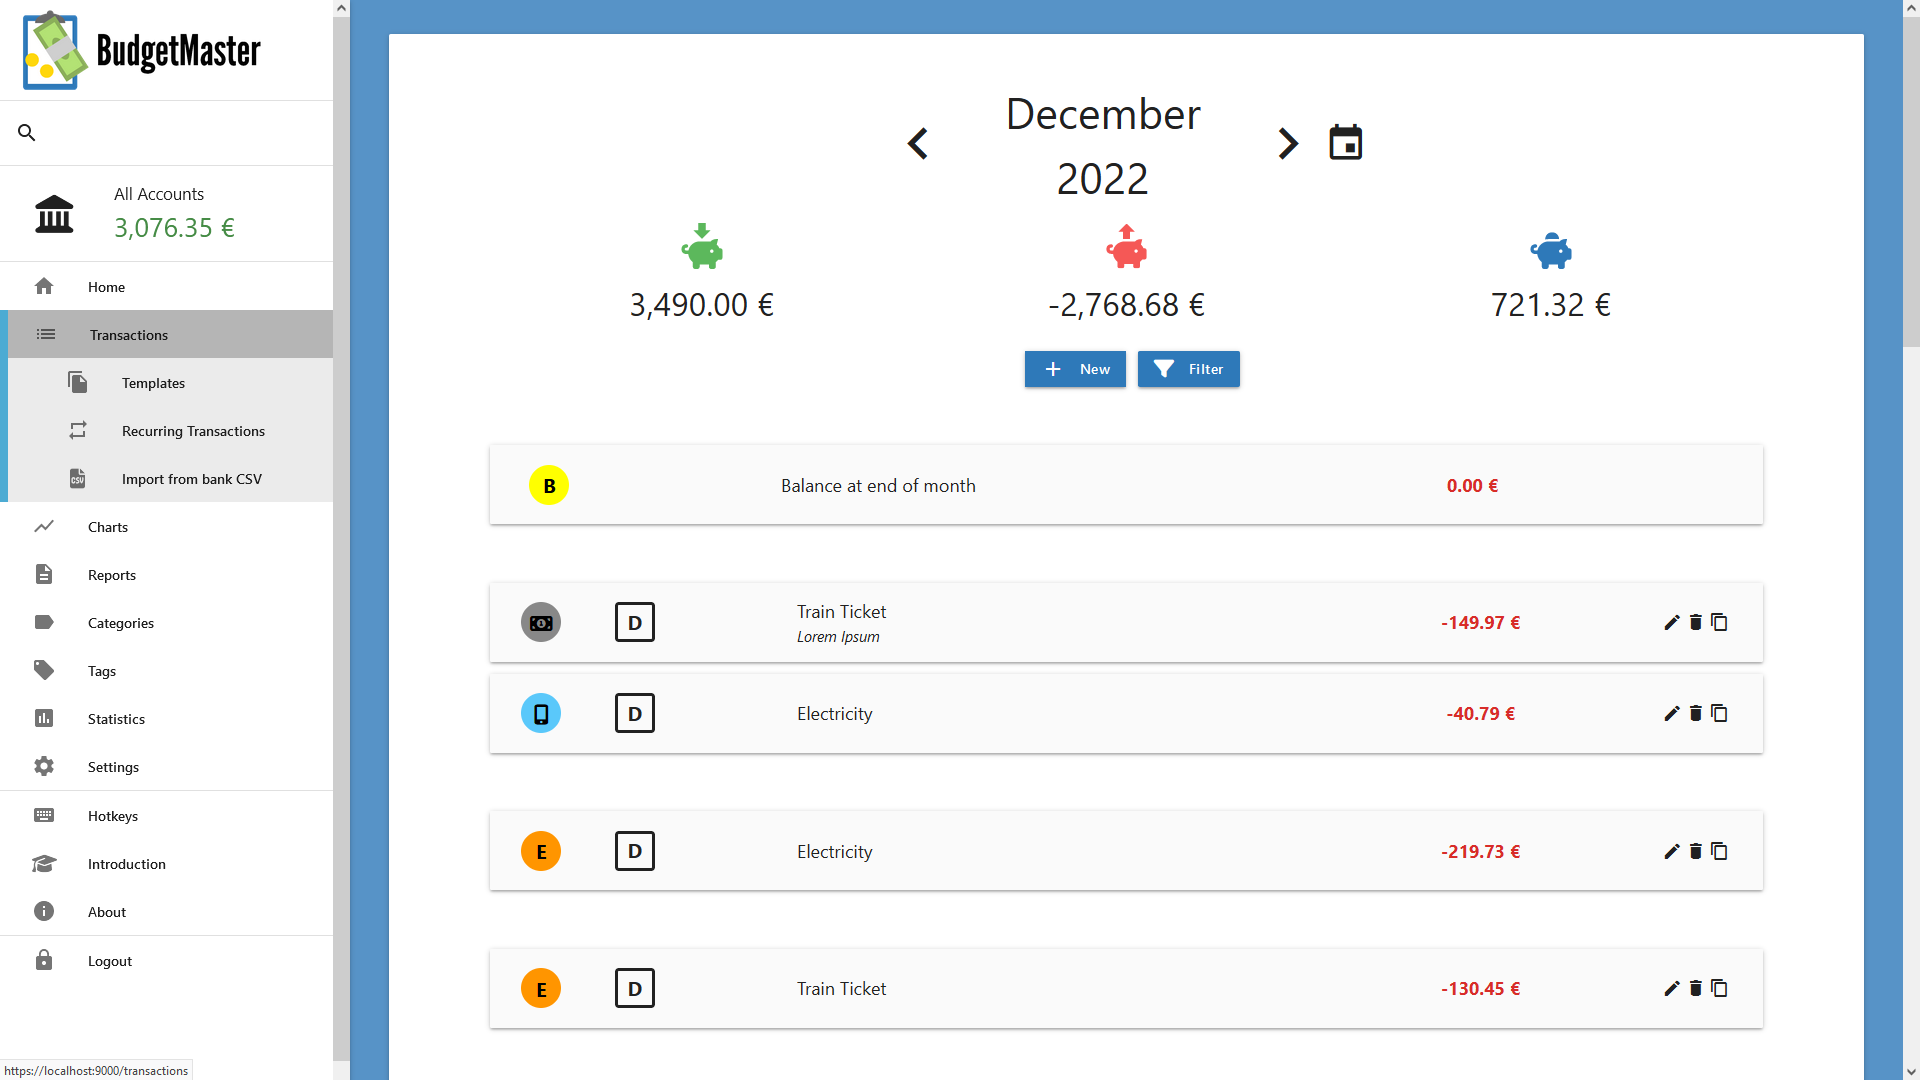 BudgetMaster
All Accounts
3,076.35 €
Home
Transactions
Templates
Recurring Transactions
CSV
Import from bank CSV
Charts
Reports
Categories
Tags
Statistics
Settings
Hotkeys
Introduction
About
Logout
https://localhost:9000/transactions
December
2022
3,490.00 €
-2,768.68 €
721.32 €
New
Filter
B
Balance at end of month
0.00 €
D
Train Ticket
Lorem Ipsum
-149.97 €
D
Electricity
-40.79 €
E
D
Electricity
-219.73 €
E
D
Train Ticket
-130.45 €